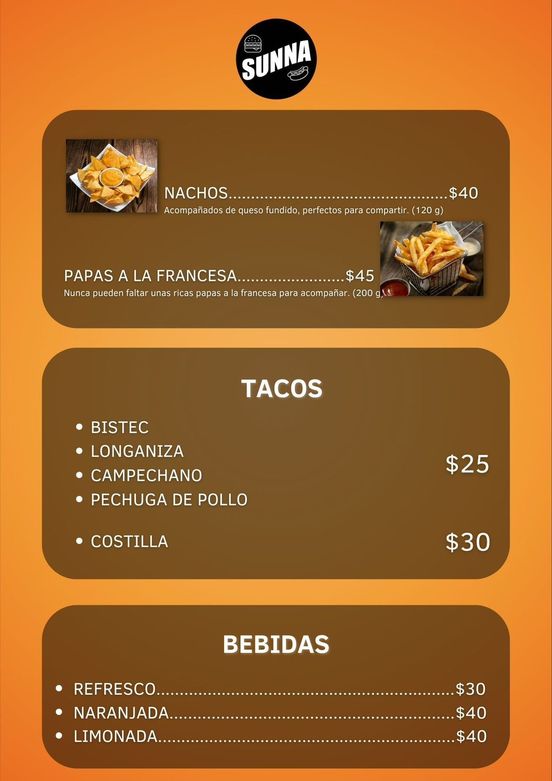 SUNNA
NACHOS................................................$40
Acompañados de queso fundido, perfectos para compartir. (120 g)
PAPAS A LA FRANCESA........................$45
Nunca pueden faltar unas ricas papas a la francesa para acompañar. (200 g)
TACOS
• BISTEC
• LONGANIZA
• CAMPECHANO
• PECHUGA DE POLLO
$25
• COSTILLA $30
BEBIDAS
• REFRESCO..................................................................$30
• NARANJADA...............................................................$40
• LIMONADA.................................................................$40